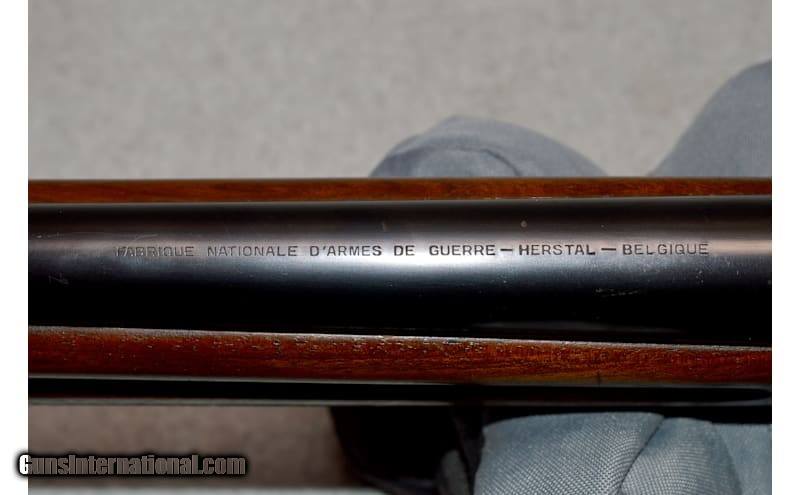 FABRIQUE NATIONALE D'ARMES DE GUERRE — HERSTAL — BELGIQUE
GunsInternational.com